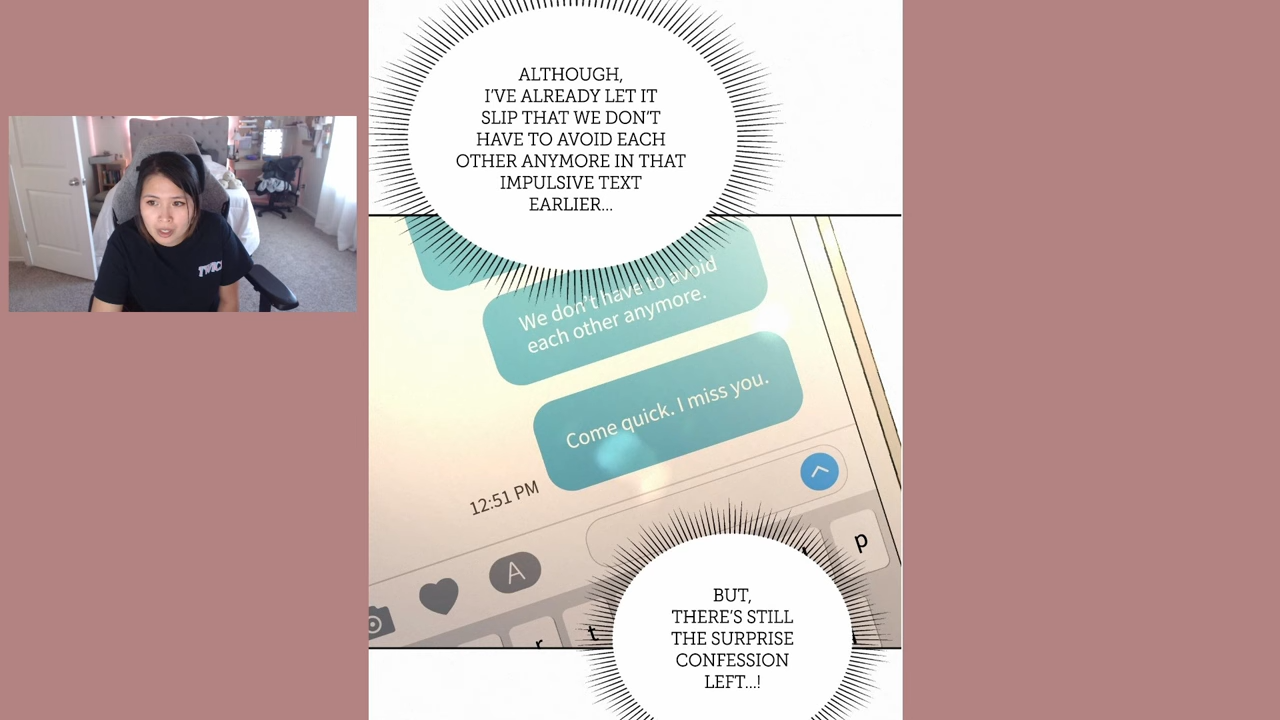 ALTHOUGH,
I'VE ALREADY LET IT
SLIP THAT WE DON'T
HAVE TO AVOID EACH
OTHER ANYMORE IN THAT
IMPULSIVE TEXT
EARLIER...
We don't have to avoid
each other anymore.
Come quick. I miss you.
12:51 PM
A
p
r
t
BUT,
THERE'S STILL
THE SURPRISE
CONFESSION
LEFT...!